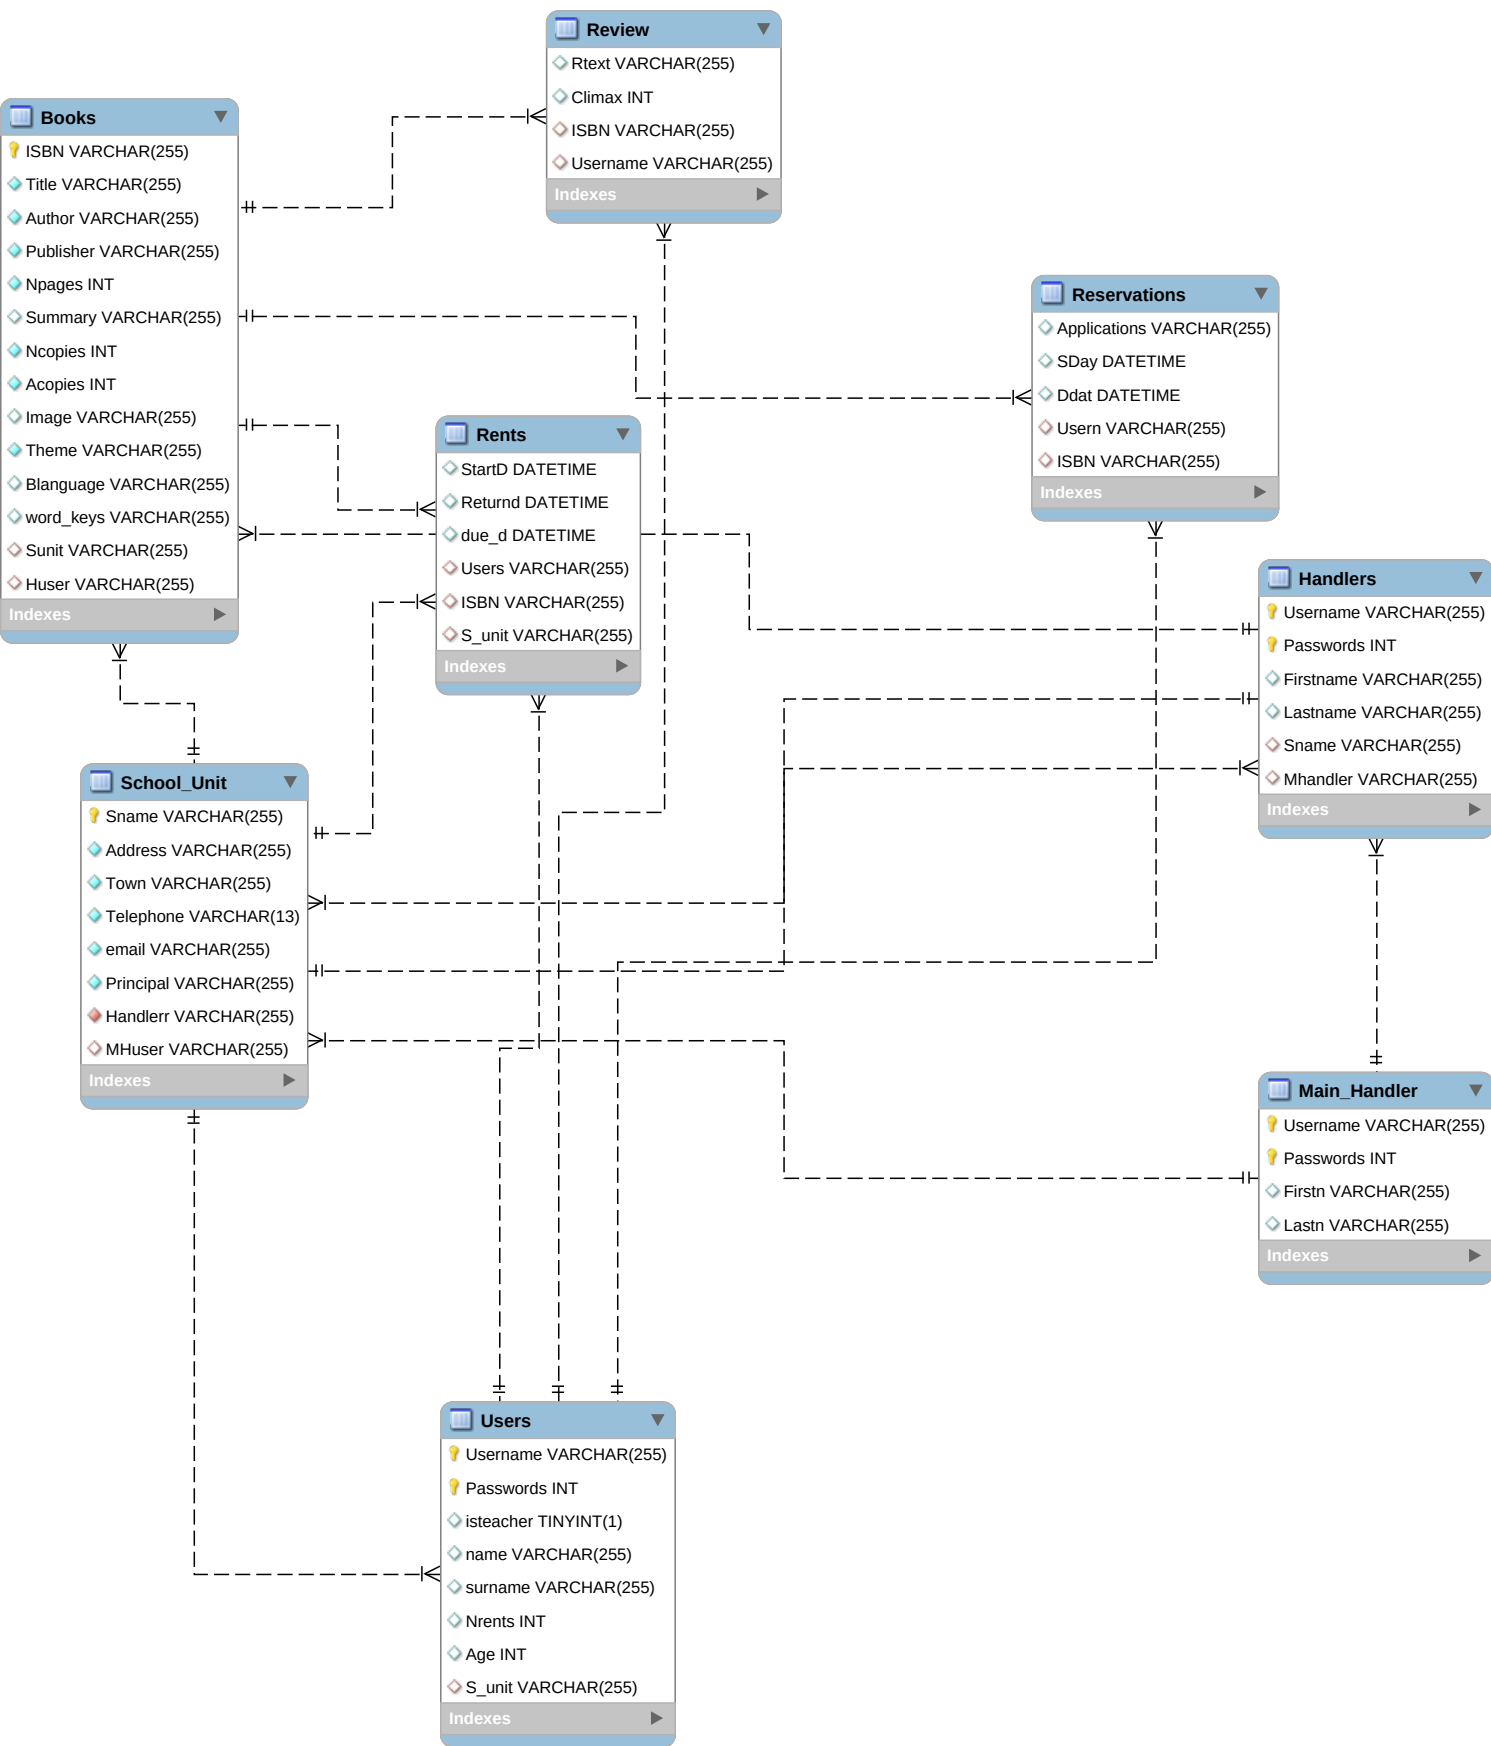 Review
Rtext VARCHAR(255)
Climax INT
ISBN VARCHAR(255)
Username VARCHAR(255)
Indexes
Books
ISBN VARCHAR(255)
Title VARCHAR(255)
Author VARCHAR(255)
Publisher VARCHAR(255)
Npages INT
Summary VARCHAR(255)
Ncopies INT
Acopies INT
Image VARCHAR(255)
Theme VARCHAR(255)
Blanguage VARCHAR(255)
word_keys VARCHAR(255)
Sunit VARCHAR(255)
Huser VARCHAR(255)
Indexes
Reservations
Applications VARCHAR(255)
SDay DATETIME
Ddat DATETIME
Usern VARCHAR(255)
ISBN VARCHAR(255)
Indexes
Rents
StartD DATETIME
Returnd DATETIME
due_d DATETIME
Users VARCHAR(255)
ISBN VARCHAR(255)
S_unit VARCHAR(255)
Indexes
Handlers
Username VARCHAR(255)
Passwords INT
Firstname VARCHAR(255)
Lastname VARCHAR(255)
Sname VARCHAR(255)
Mhandler VARCHAR(255)
Indexes
School_Unit
Sname VARCHAR(255)
Address VARCHAR(255)
Town VARCHAR(255)
Telephone VARCHAR(13)
email VARCHAR(255)
Principal VARCHAR(255)
Handlerr VARCHAR(255)
MHuser VARCHAR(255)
Indexes
Main_Handler
Username VARCHAR(255)
Passwords INT
Firstn VARCHAR(255)
Lastn VARCHAR(255)
Indexes
Users
Username VARCHAR(255)
Passwords INT
isteacher TINYINT(1)
name VARCHAR(255)
surname VARCHAR(255)
Nrents INT
Age INT
S_unit VARCHAR(255)
Indexes